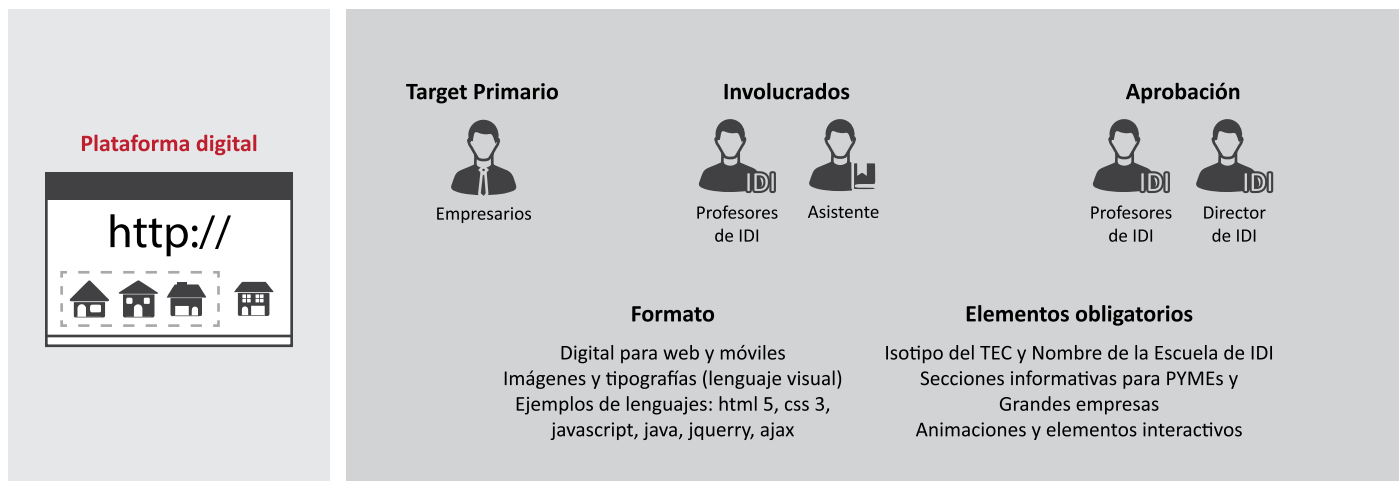 Plataforma digital
http://
Target Primario
Empresarios
Involucrados
IDI
Profesores
de IDI
Asistente
Aprobación
IDI
Profesores
de IDI
IDI
Director
de IDI
Formato
Digital para web y móviles
Imágenes y tipografías (lenguaje visual)
Ejemplos de lenguajes: html 5, css 3,
javascript, java, jquerry, ajax
Elementos obligatorios
Isotipo del TEC y Nombre de la Escuela de IDI
Secciones informativas para PYMEs y
Grandes empresas
Animaciones y elementos interactivos